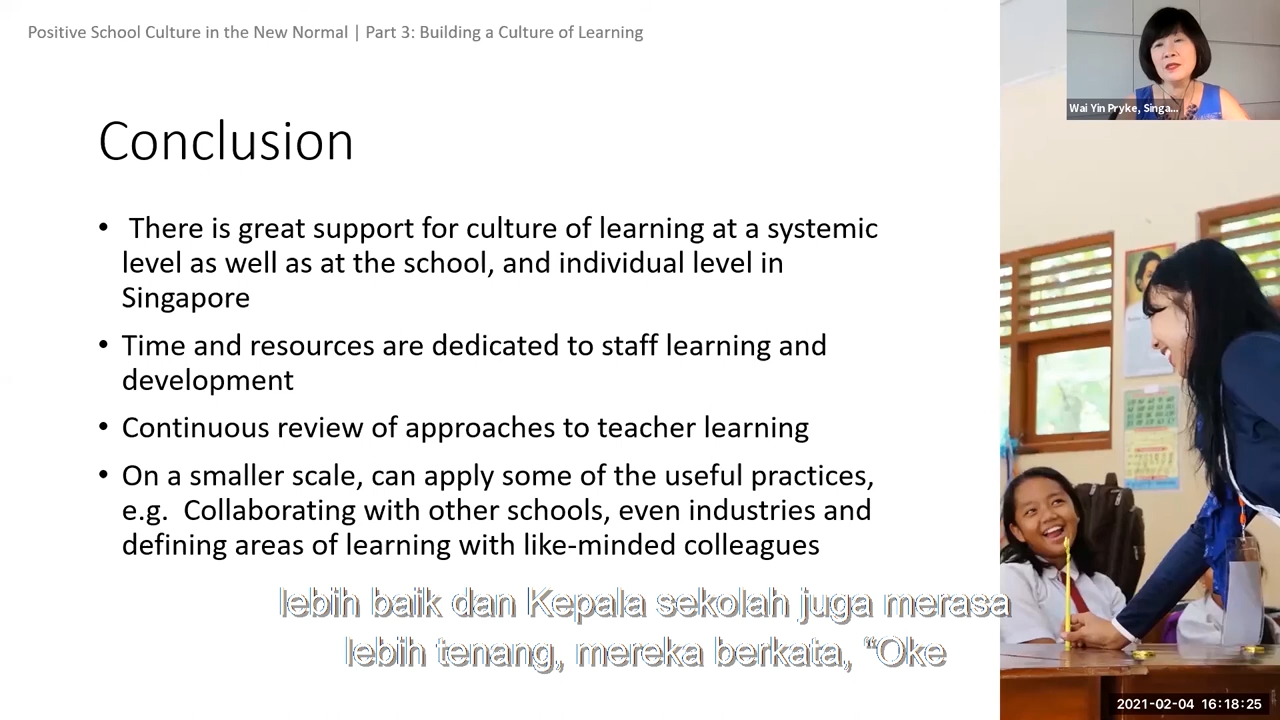 Positive School Culture in the New Normal | Part 3: Building a Culture of Learning
Wai Yin Pryke, Singa...
Conclusion
• There is great support for culture of learning at a systemic
level as well as at the school, and individual level in
Singapore
• Time and resources are dedicated to staff learning and
development
• Continuous review of approaches to teacher learning
• On a smaller scale, can apply some of the useful practices,
e.g. Collaborating with other schools, even industries and
defining areas of learning with like-minded colleagues
lebih baik dan Kepala sekolah juga merasa
lebih tenang, mereka berkata, “Oke
2021-02-04 16:18:25